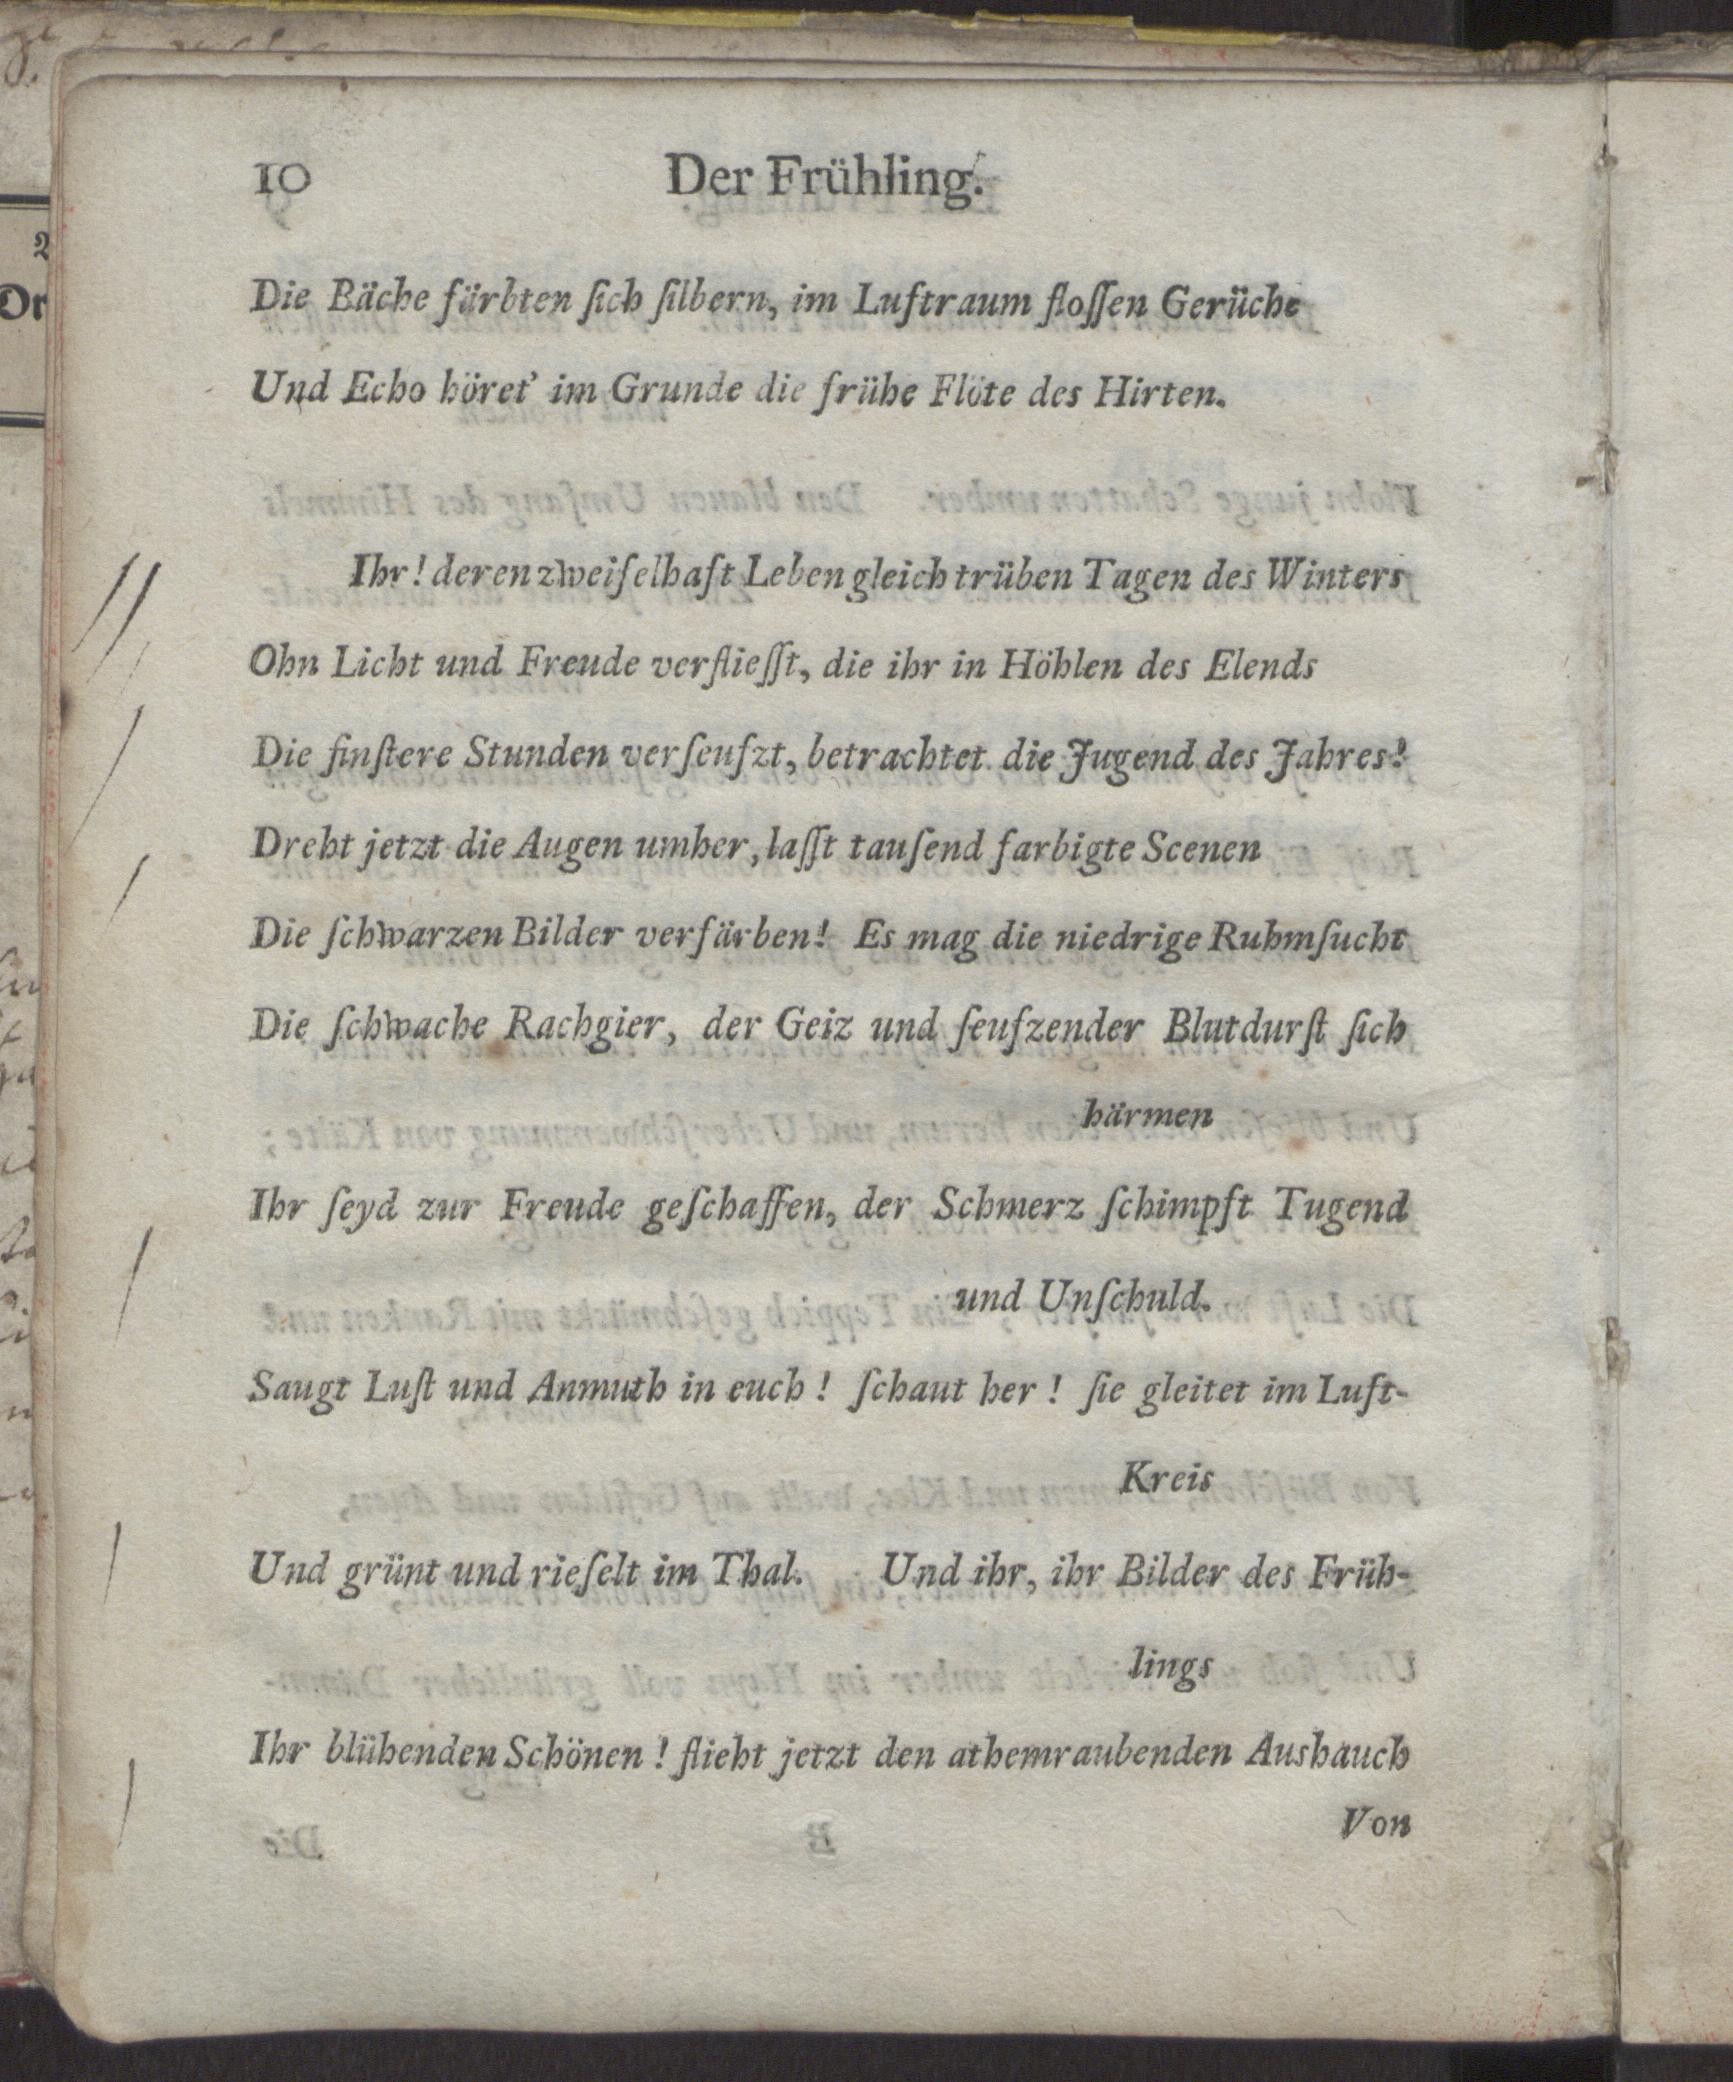 10 Der Frühling.
Die Bäche färbten ſich ſilbern, im Luftraum floſſen Gerüche
Und Echo höret' im Grunde die frühe Flöte des Hirten.
Ihr! deren zweifelhaft Leben gleich trüben Tagen des Winters
Ohn Licht und Freude verflieſſt, die ihr in Höhlen des Elends
Die finſtere Stunden verſeufzt, betrachtet die Jugend des Jahres!
Dreht jetzt die Augen umher, laſſt tauſend farbigte Scenen
Die ſchwarzen Bilder verfärben! Es mag die niedrige Ruhmſucht
Die ſchwache Rachgier, der Geiz und ſeufzender Blutdurſt ſich
härmen
Ihr ſeyd zur Freude geſchaffen, der Schmerz ſchimpft Tugend
und Unſchuld.
Saugt Luſt und Anmuth in euch! ſchaut her! ſie gleitet im Luft-
Kreis
Und grünt und rieſelt im Thal. Und ihr, ihr Bilder des Früh-
lings
Ihr blühenden Schönen! flieht jetzt den athemraubenden Aushauch
Von